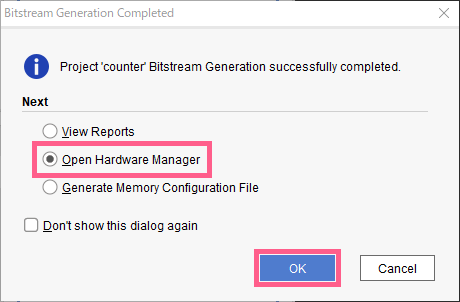 Bitstream Generation Completed
Project 'counter' Bitstream Generation successfully completed.
Next
View Reports
Open Hardware Manager
Generate Memory Configuration File
Don't show this dialog again
OK
Cancel